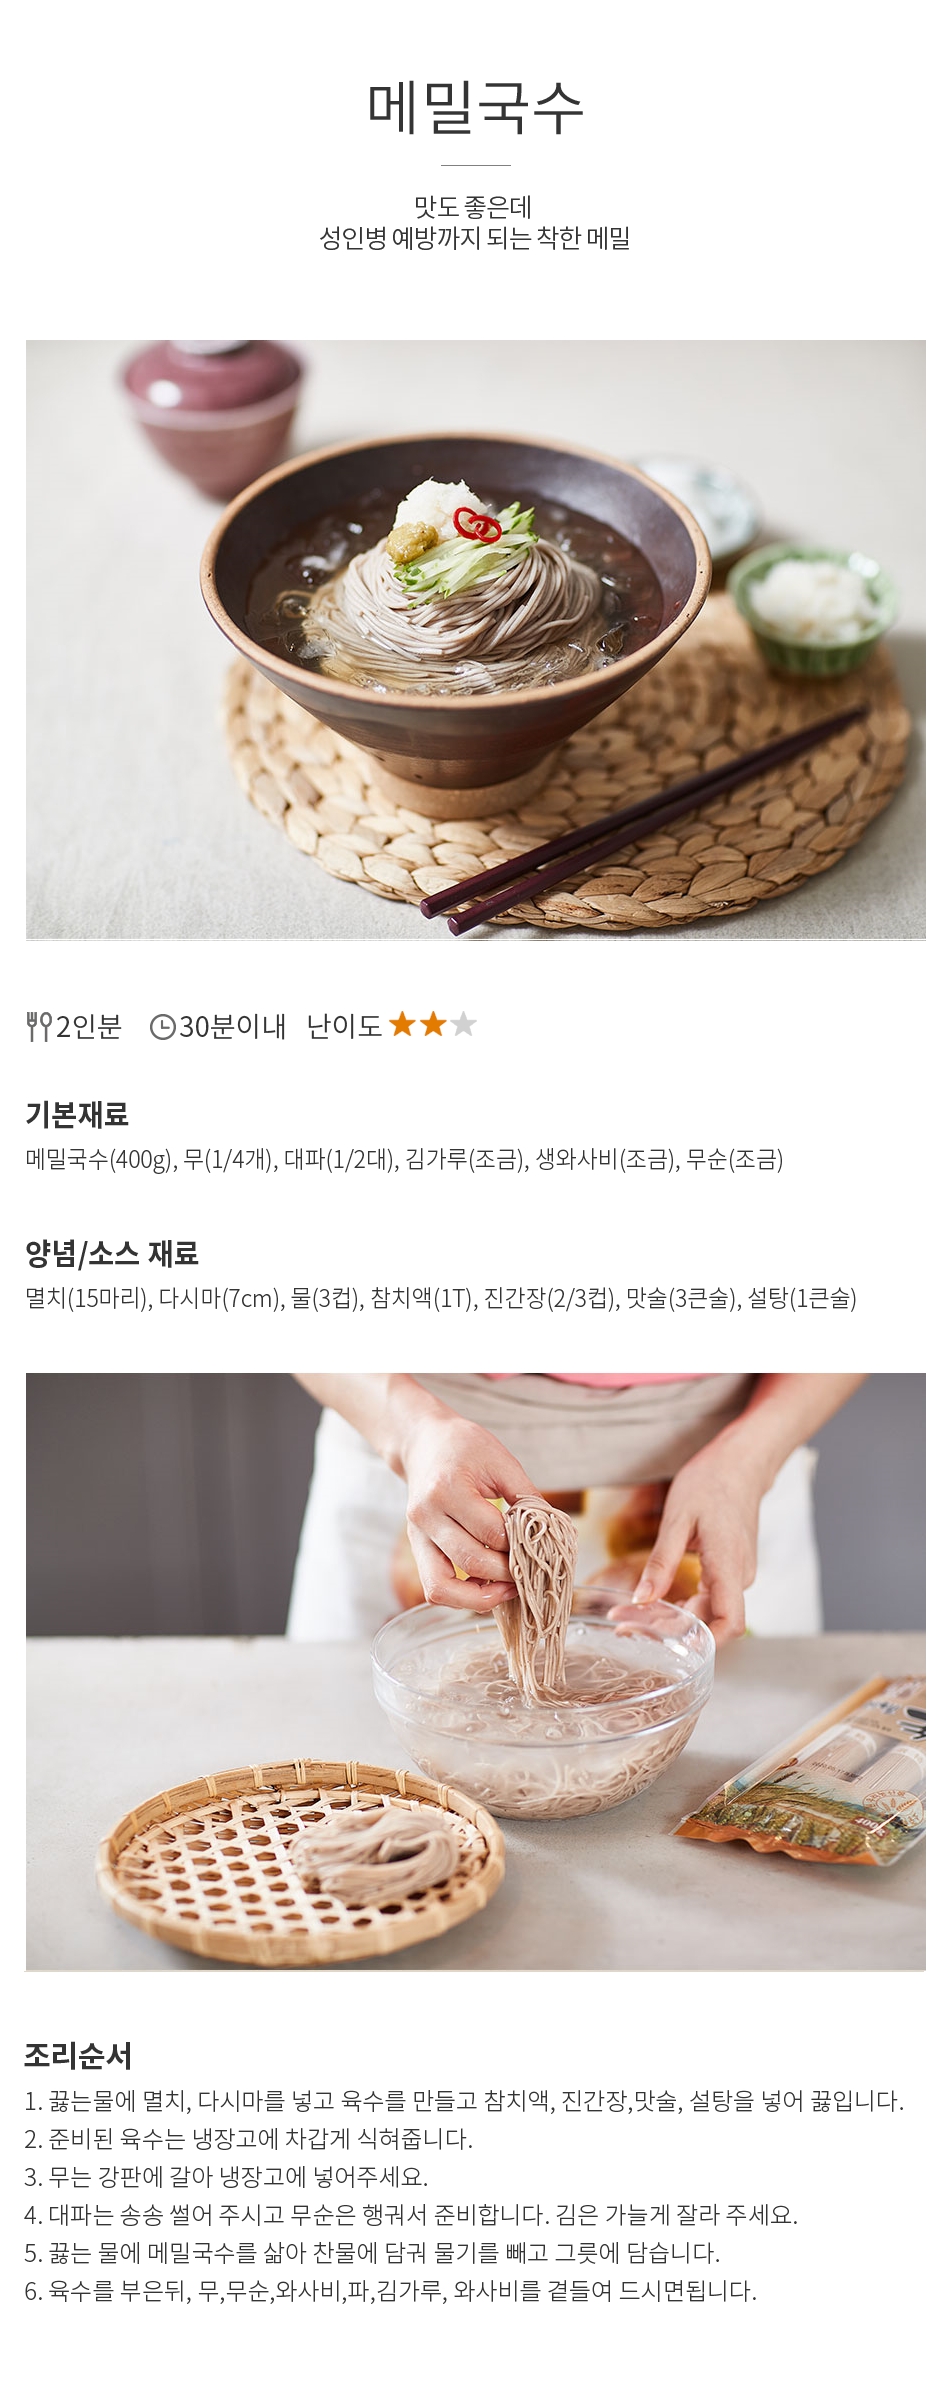 메밀국수
맛도 좋은데
성인병 예방까지 되는 착한 메밀
2인분 30분이내 난이도
기본재료
메밀국수(400g), 무(1/4개), 대파(1/2대), 김가루(조금), 생와사비(조금), 무순(조금)
양념/소스 재료
멸치(15마리), 다시마(7cm), 물(3컵), 참치액(1T), 진간장(2/3컵), 맛술(3큰술), 설탕(1큰술)
조리순서
1. 끓는물에 멸치, 다시마를 넣고 육수를 만들고 참치액, 진간장,맛술, 설탕을 넣어 끓입니다.
2. 준비된 육수는 냉장고에 차갑게 식혀줍니다.
3. 무는 강판에 갈아 냉장고에 넣어주세요.
4. 대파는 송송 썰어 주시고 무순은 행궈서 준비합니다. 김은 가늘게 잘라 주세요.
5. 끓는 물에 메밀국수를 삶아 찬물에 담궈 물기를 빼고 그릇에 담습니다.
6. 육수를 부은뒤, 무,무순,와사비,파,김가루, 와사비를 곁들여 드시면됩니다.